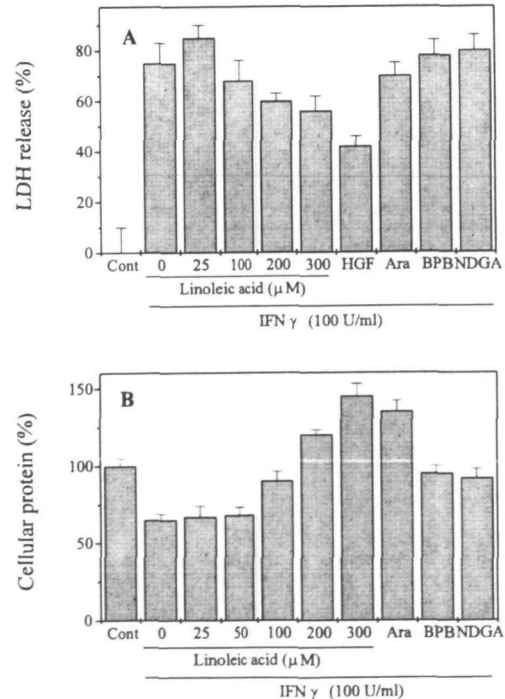 A
LDH release (%)
80
60
40
20
0
Cont 0 25 100 200 300 HGF Ara BPB NDGA
Linoleic acid (μM)
IFN γ (100 U/ml)
B
Cellular protein (%)
150
100
50
0
Cont 0 25 50 100 200 300 Ara BPB NDGA
Linoleic acid (μM)
IFN γ (100 U/ml)